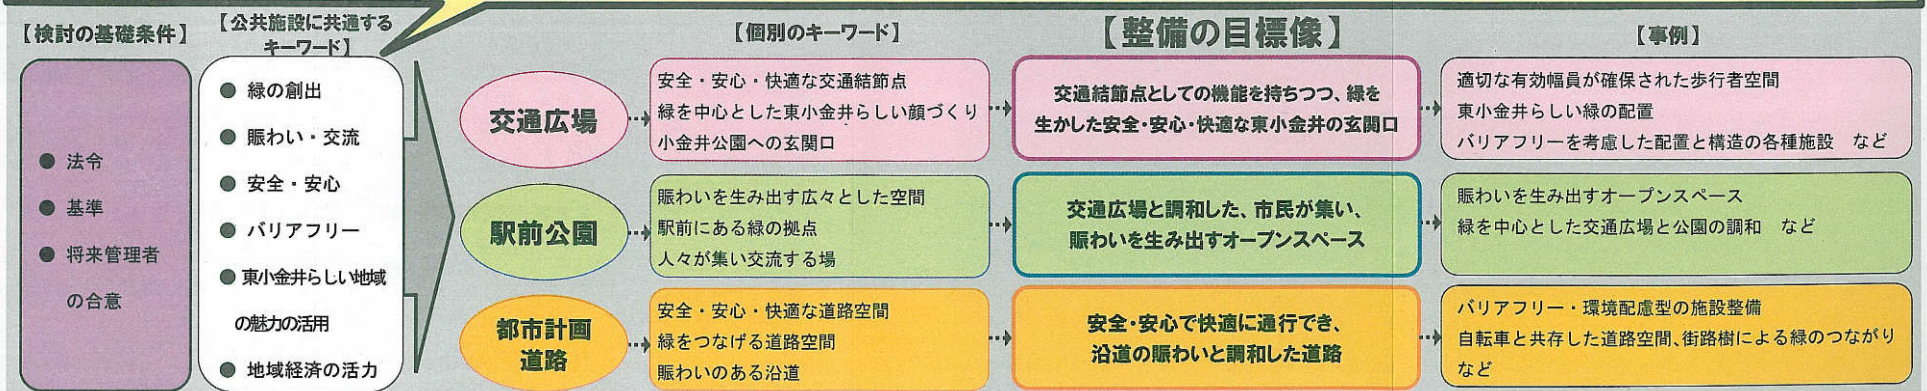 【検討の基礎条件】
● 法令
● 基準
● 将来管理者
の合意
【公共施設に共通する
キーワード】
● 緑の創出
● 賑わい・交流
● 安全・安心
● バリアフリー
● 東小金井らしい地域
の魅力の活用
● 地域経済の活力
【個別のキーワード】
【整備の目標像】
【事例】
交通広場
安全・安心・快適な交通結節点
緑を中心とした東小金井らしい顔づくり
小金井公園への玄関口
交通結節点としての機能を持ちつつ、緑を
生かした安全・安心・快適な東小金井の玄関口
適切な有効幅員が確保された歩行者空間
東小金井らしい緑の配置
バリアフリーを考慮した配置と構造の各種施設 など
駅前公園
賑わいを生み出す広々とした空間
駅前にある緑の拠点
人々が集い交流する場
交通広場と調和した、市民が集い、
賑わいを生み出すオープンスペース
賑わいを生み出すオープンスペース
緑を中心とした交通広場と公園の調和 など
都市計画
道路
安全・安心・快適な道路空間
緑をつなげる道路空間
賑わいのある沿道
安全・安心で快適に通行でき、
沿道の賑わいと調和した道路
バリアフリー・環境配慮型の施設整備
自転車と共存した道路空間、街路樹による緑のつながり
など